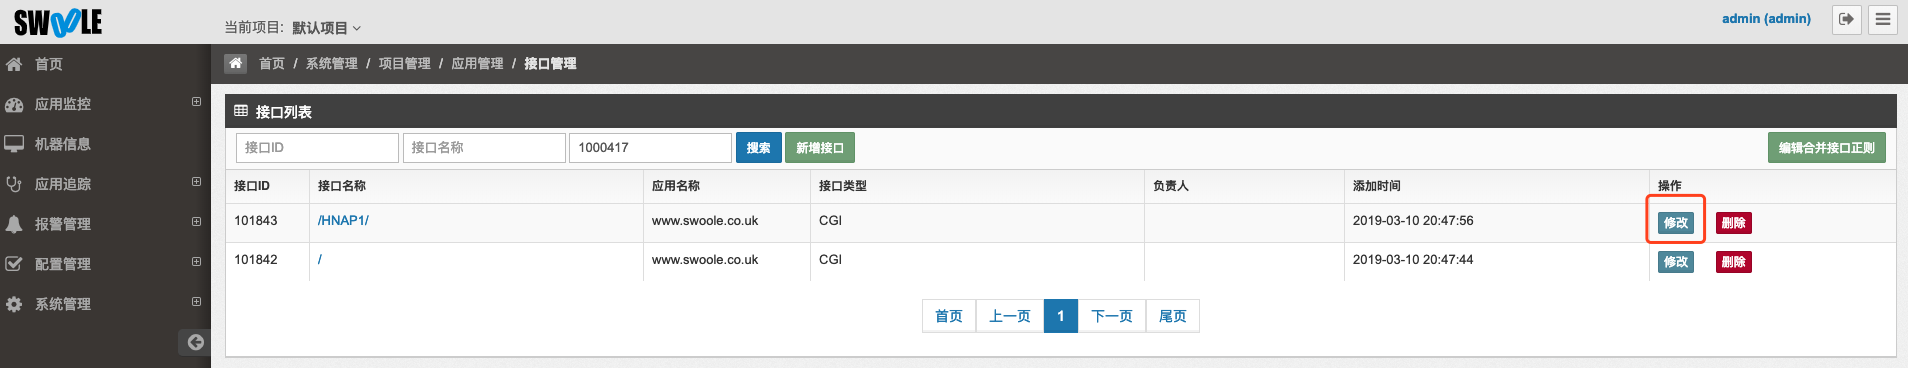 SWOOLE
当前项目: 默认项目
admin (admin)
首页
应用监控
机器信息
应用追踪
报警管理
配置管理
系统管理
首页 / 系统管理 / 项目管理 / 应用管理 / 接口管理
接口列表
接口ID 接口名称 1000417 搜索 新增接口 编辑合并接口正则
接口ID 接口名称 应用名称 接口类型 负责人 添加时间 操作
101843 /HNAP1/ www.swoole.co.uk CGI 2019-03-10 20:47:56 修改 删除
101842 / www.swoole.co.uk CGI 2019-03-10 20:47:44 修改 删除
首页 上一页 1 下一页 尾页